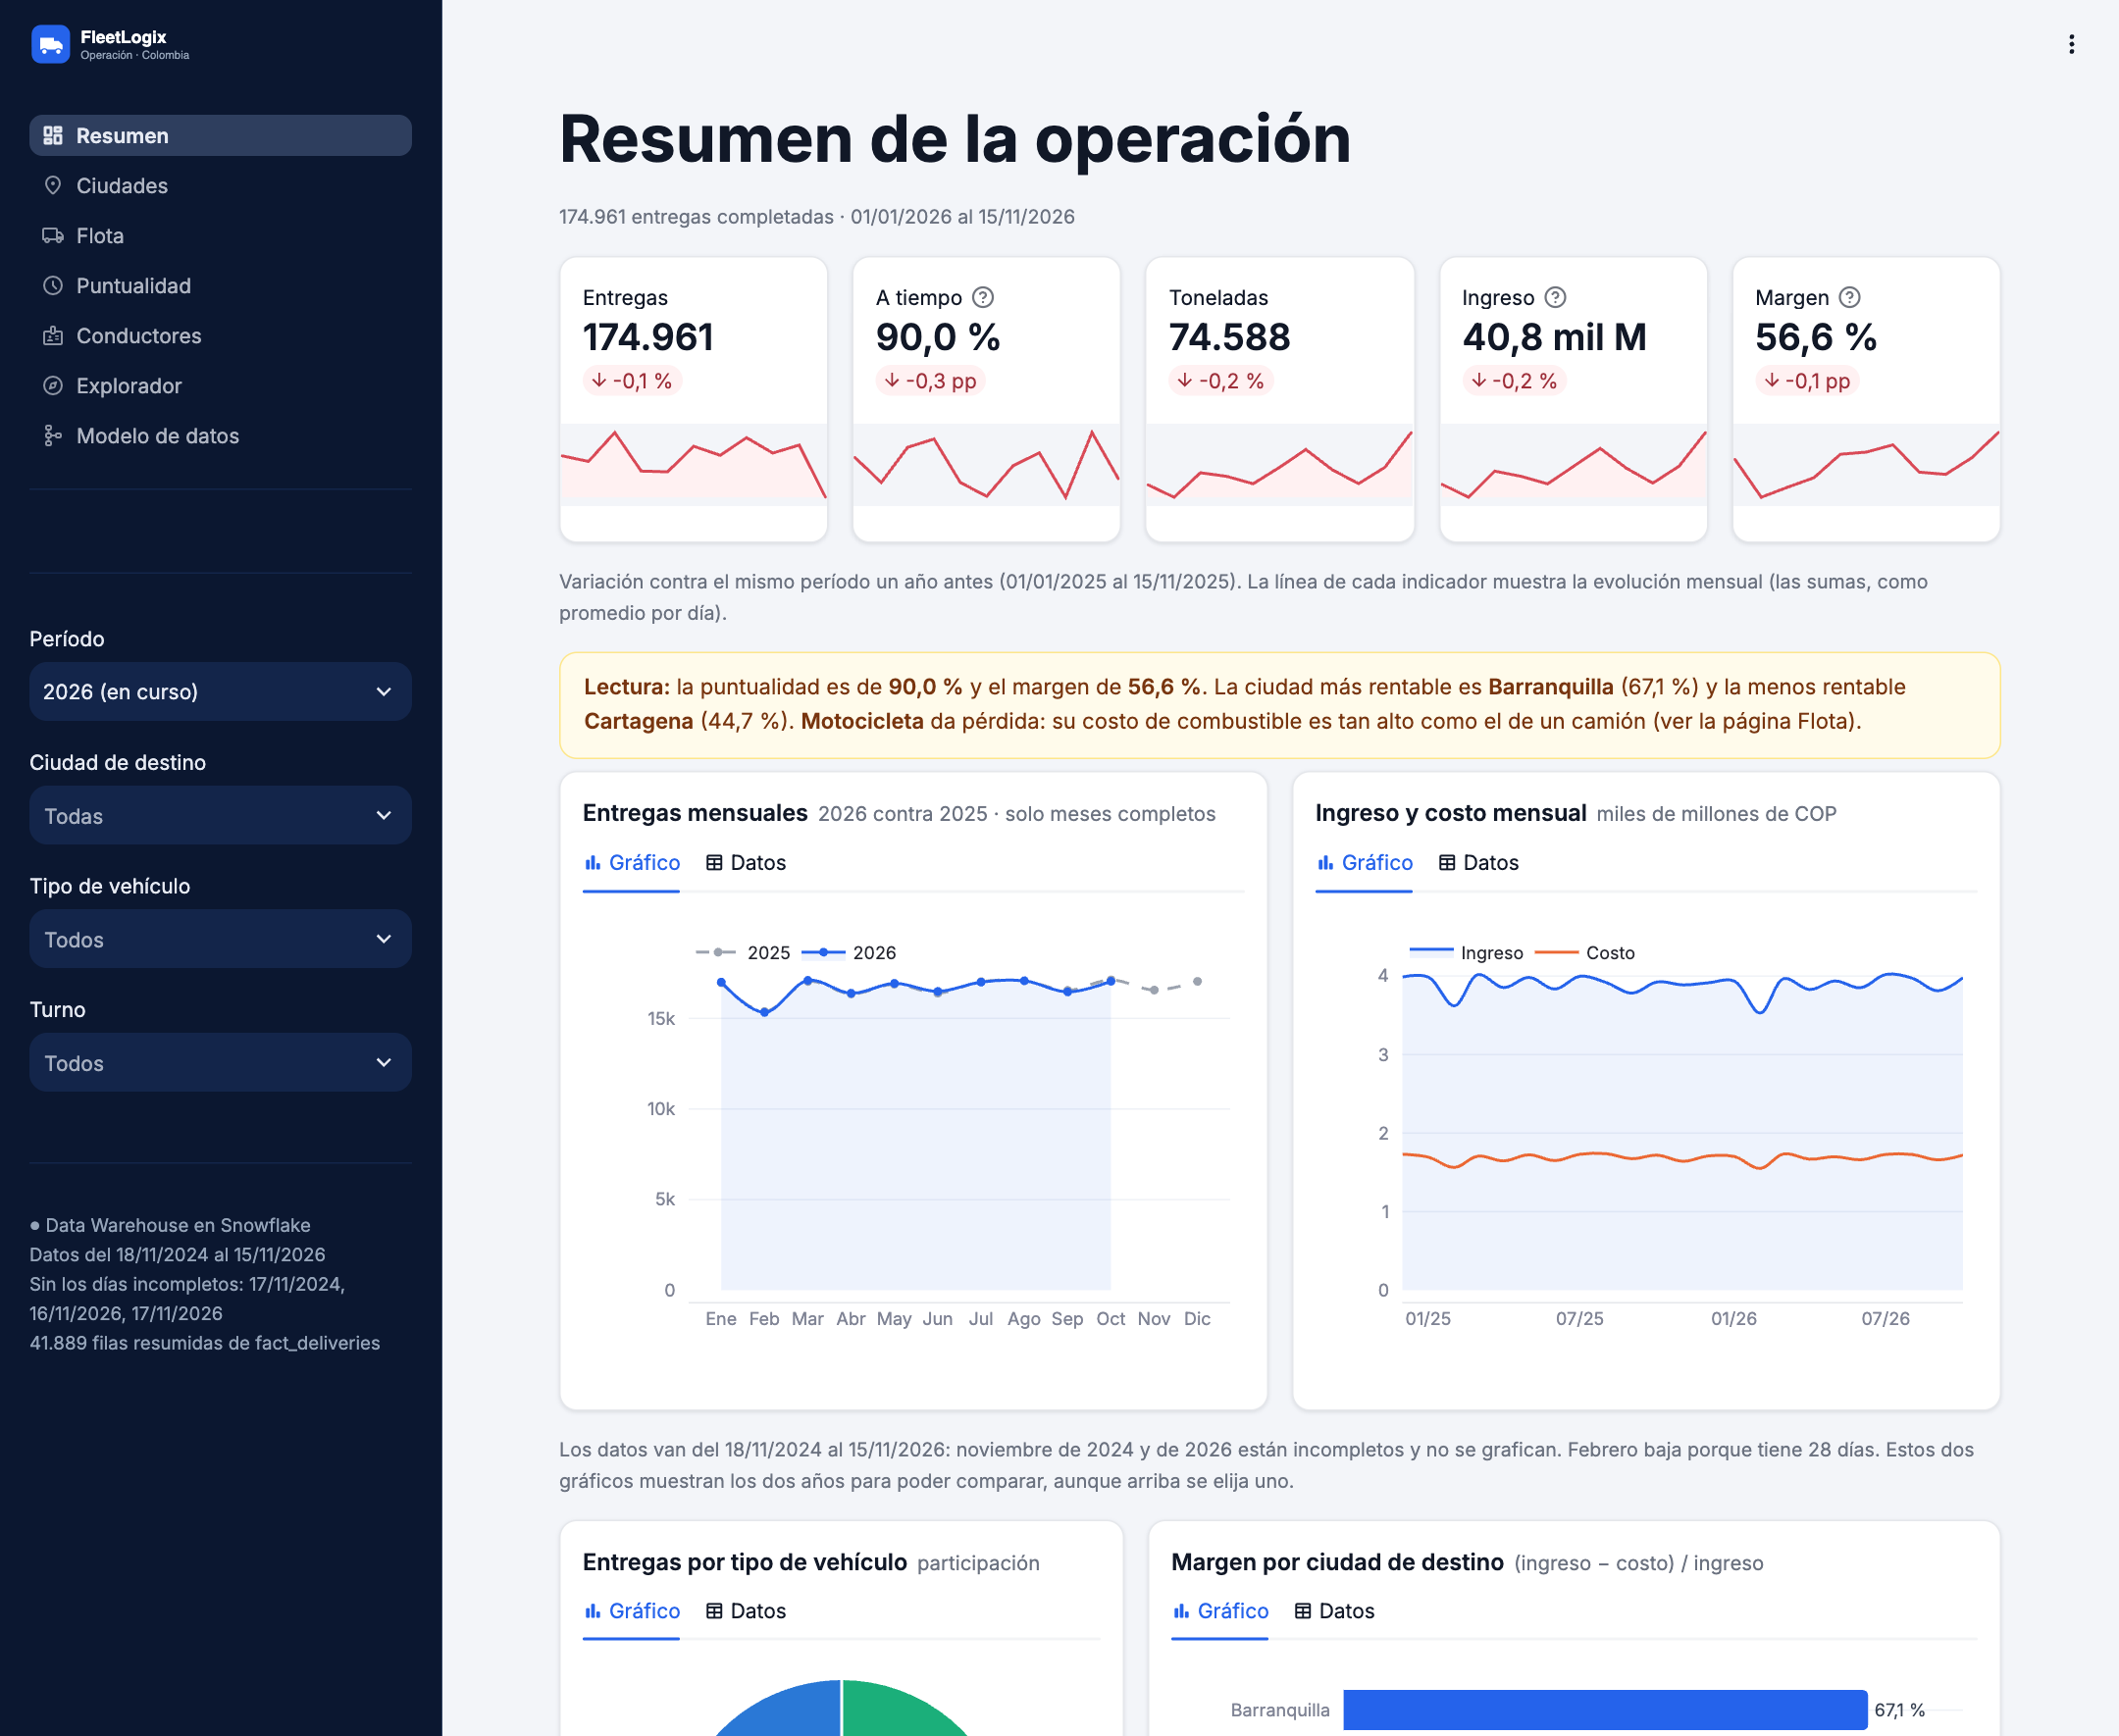 FleetLogix
Operación · Colombia
Resumen
Ciudades
Flota
Puntualidad
Conductores
Explorador
Modelo de datos
Período
2026 (en curso)
Ciudad de destino
Todas
Tipo de vehículo
Todos
Turno
Todos
● Data Warehouse en Snowflake
Datos del 18/11/2024 al 15/11/2026
Sin los días incompletos: 17/11/2024,
16/11/2026, 17/11/2026
41.889 filas resumidas de fact_deliveries
Resumen de la operación
174.961 entregas completadas · 01/01/2026 al 15/11/2026
Entregas
174.961
↓ -0,1 %
A tiempo
90,0 %
↓ -0,3 pp
Toneladas
74.588
↓ -0,2 %
Ingreso
40,8 mil M
↓ -0,2 %
Margen
56,6 %
↓ -0,1 pp
Variación contra el mismo período un año antes (01/01/2025 al 15/11/2025). La línea de cada indicador muestra la evolución mensual (las sumas, como
promedio por día).
Lectura: la puntualidad es de 90,0 % y el margen de 56,6 %. La ciudad más rentable es Barranquilla (67,1 %) y la menos rentable
Cartagena (44,7 %). Motocicleta da pérdida: su costo de combustible es tan alto como el de un camión (ver la página Flota).
Entregas mensuales 2026 contra 2025 · solo meses completos
Gráfico Datos
2025 2026
15k
10k
5k
0
Ene Feb Mar Abr May Jun Jul Ago Sep Oct Nov Dic
Ingreso y costo mensual miles de millones de COP
Gráfico Datos
Ingreso Costo
4
3
2
1
0
01/25 07/25 01/26 07/26
Los datos van del 18/11/2024 al 15/11/2026: noviembre de 2024 y de 2026 están incompletos y no se grafican. Febrero baja porque tiene 28 días. Estos dos
gráficos muestran los dos años para poder comparar, aunque arriba se elija uno.
Entregas por tipo de vehículo participación
Gráfico Datos
Margen por ciudad de destino (ingreso – costo) / ingreso
Gráfico Datos
Barranquilla 67,1 %